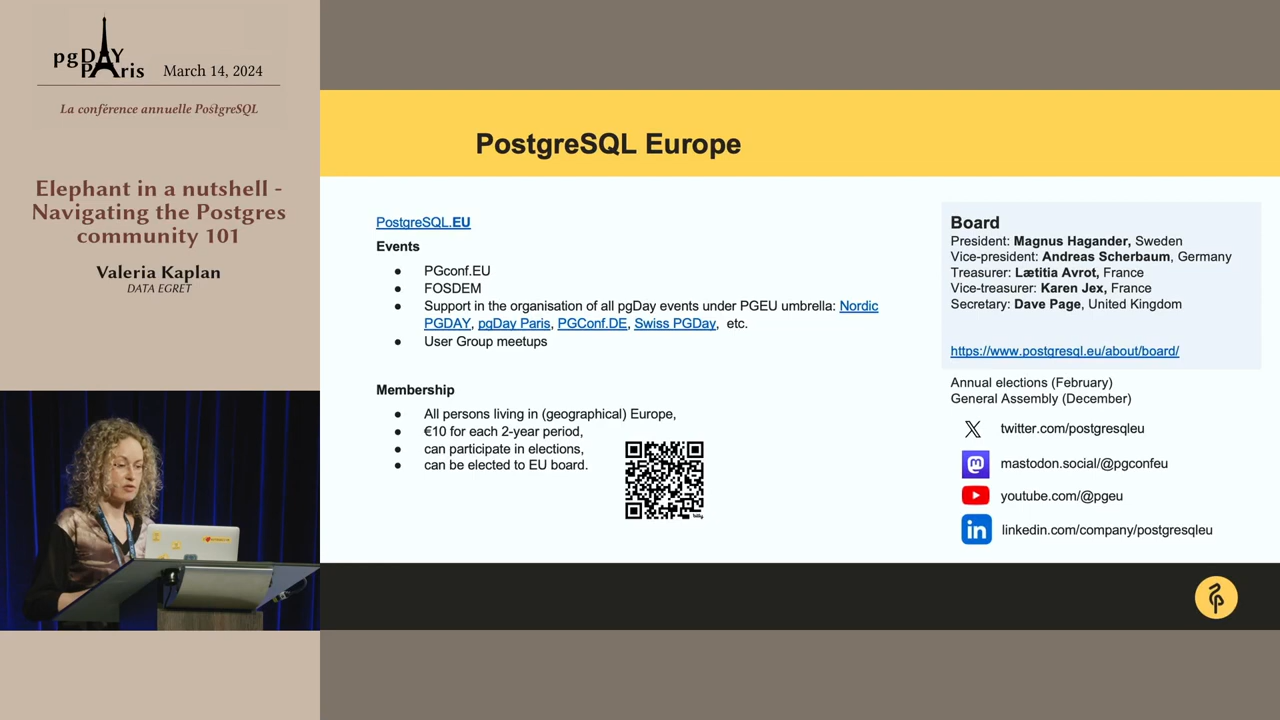 pgDAY
PAris
March 14, 2024
La conférence annuelle PostgreSQL
Elephant in a nutshell -
Navigating the Postgres
community 101
Valeria Kaplan
DATA EGRET
PostgreSQL Europe
PostgreSQL.EU
Events
● PGconf.EU
● FOSDEM
● Support in the organisation of all pgDay events under PGEU umbrella: Nordic
PGDAY, pgDay Paris, PGConf.DE, Swiss PGDay, etc.
● User Group meetups
Membership
● All persons living in (geographical) Europe,
● €10 for each 2-year period,
● can participate in elections,
● can be elected to EU board.
Board
President: Magnus Hagander, Sweden
Vice-president: Andreas Scherbaum, Germany
Treasurer: Lætitia Avrot, France
Vice-treasurer: Karen Jex, France
Secretary: Dave Page, United Kingdom
https://www.postgresql.eu/about/board/
Annual elections (February)
General Assembly (December)
twitter.com/postgresqleu
mastodon.social/@pgconfeu
youtube.com/@pgeu
linkedin.com/company/postgresqleu